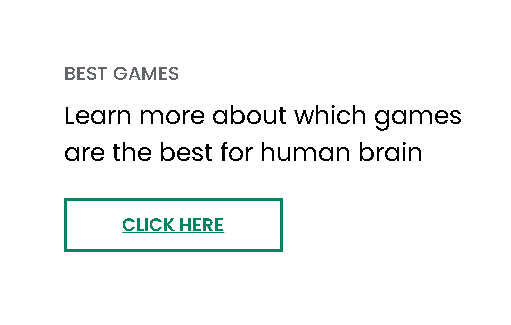 BEST GAMES
Learn more about which games
are the best for human brain
CLICK HERE